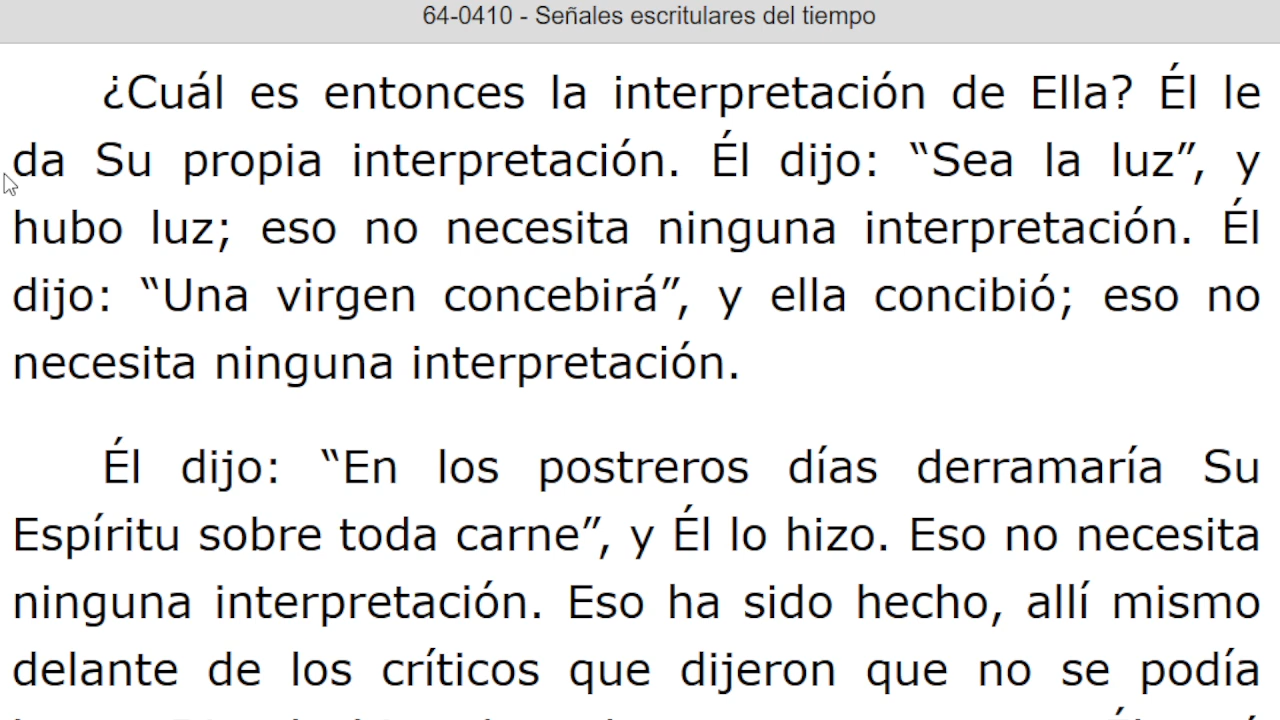 64-0410 - Señales escriturales del tiempo
¿Cuál es entonces la interpretación de Ella? Él le
da Su propia interpretación. Él dijo: “Sea la luz”, y
hubo luz; eso no necesita ninguna interpretación. Él
dijo: “Una virgen concebirá”, y ella concibió; eso no
necesita ninguna interpretación.
Él dijo: “En los postreros días derramaría Su
Espíritu sobre toda carne”, y Él lo hizo. Eso no necesita
ninguna interpretación. Eso ha sido hecho, allí mismo
delante de los críticos que dijeron que no se podía